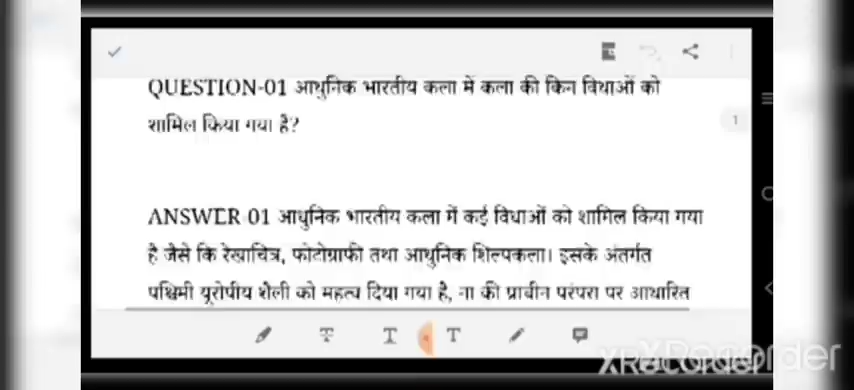 QUESTION-01 आधुनिक भारतीय कला में कला की किन विधाओं को
शामिल किया गया है?
1
ANSWER 01 आधुनिक भारतीय कला में कई विधाओं को शामिल किया गया
है जैसे कि रेखाचित्र, फोटोग्राफी तथा आधुनिक शिल्पकला। इसके अंतर्गत
पश्चिमी यूरोपीय शैली को महत्व दिया गया है, ना की प्राचीन परंपरा पर आधारित
T T T
XRecorder